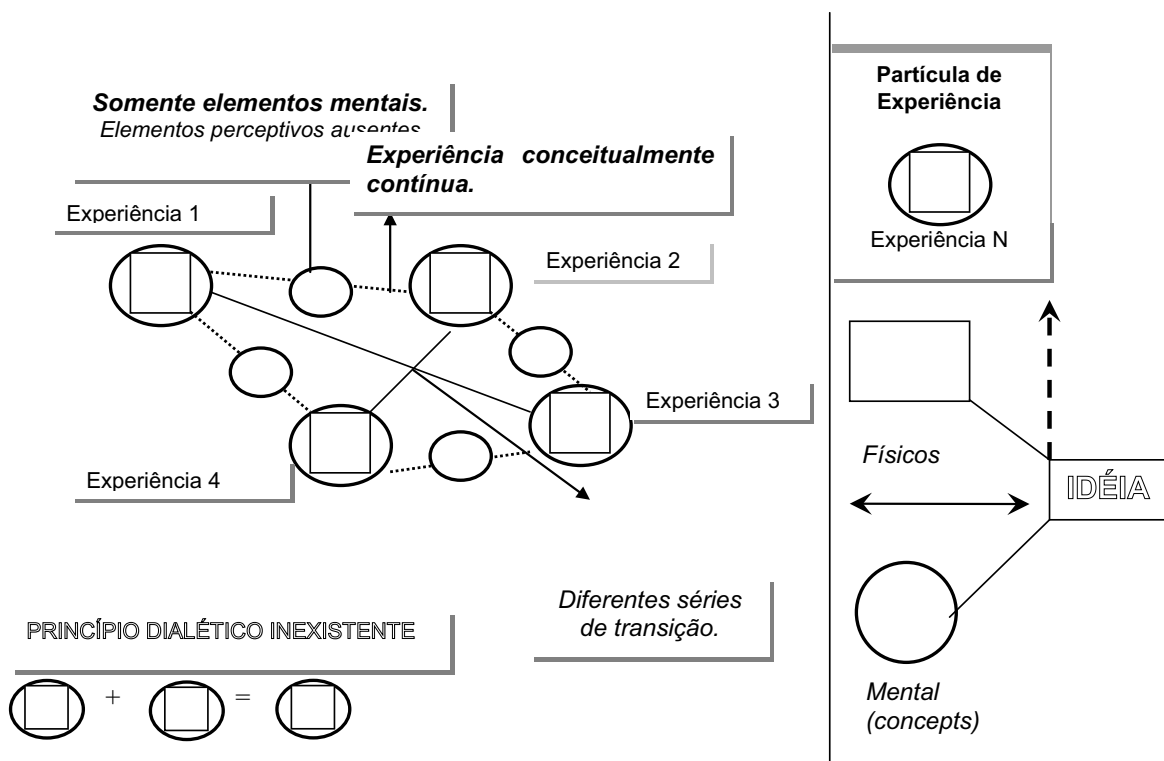 Somente elementos mentais.
Elementos perceptivos ausentes
Experiência conceitualmente
contínua.
Experiência 1
Experiência 2
Experiência 3
Experiência 4
Diferentes séries
de transição.
PRINCÍPIO DIALÉTICO INEXISTENTE
+ =
Partícula de
Experiência
Experiência N
Físicos
IDÉIA
Mental
(concepts)